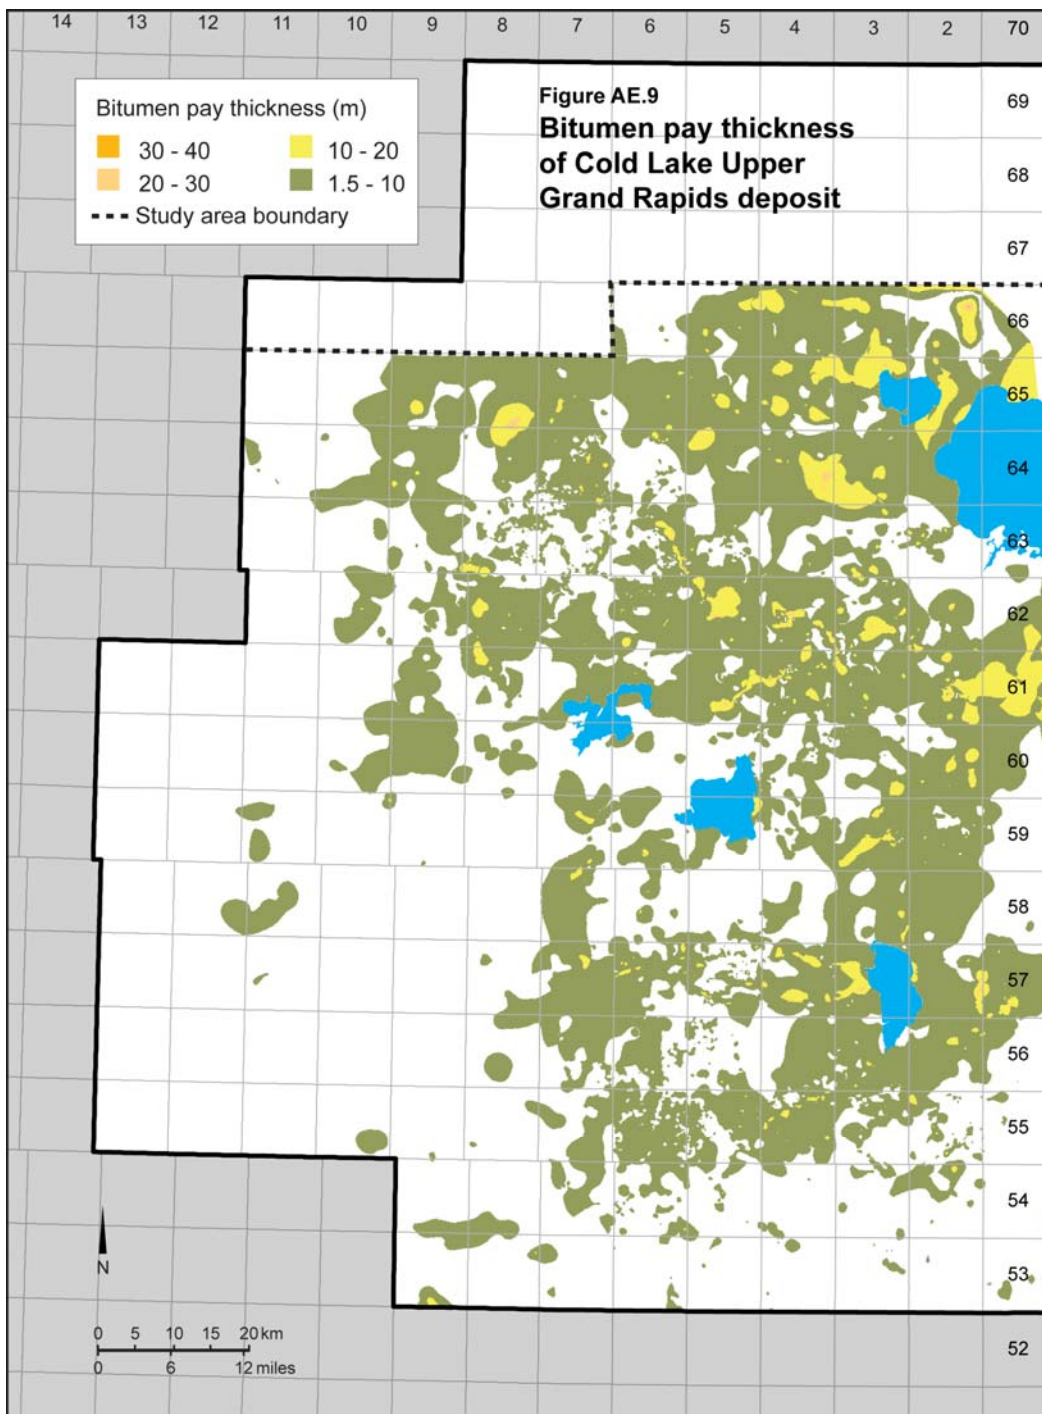 14 13 12 11 10 9 8 7 6 5 4 3 2 70
Bitumen pay thickness (m)
30 - 40 10 - 20
20 - 30 1.5 - 10
Study area boundary
Figure AE.9
Bitumen pay thickness
of Cold Lake Upper
Grand Rapids deposit
69
68
67
66
65
64
63
62
61
60
59
58
57
56
55
54
53
52
N
0 5 10 15 20 km
0 6 12 miles